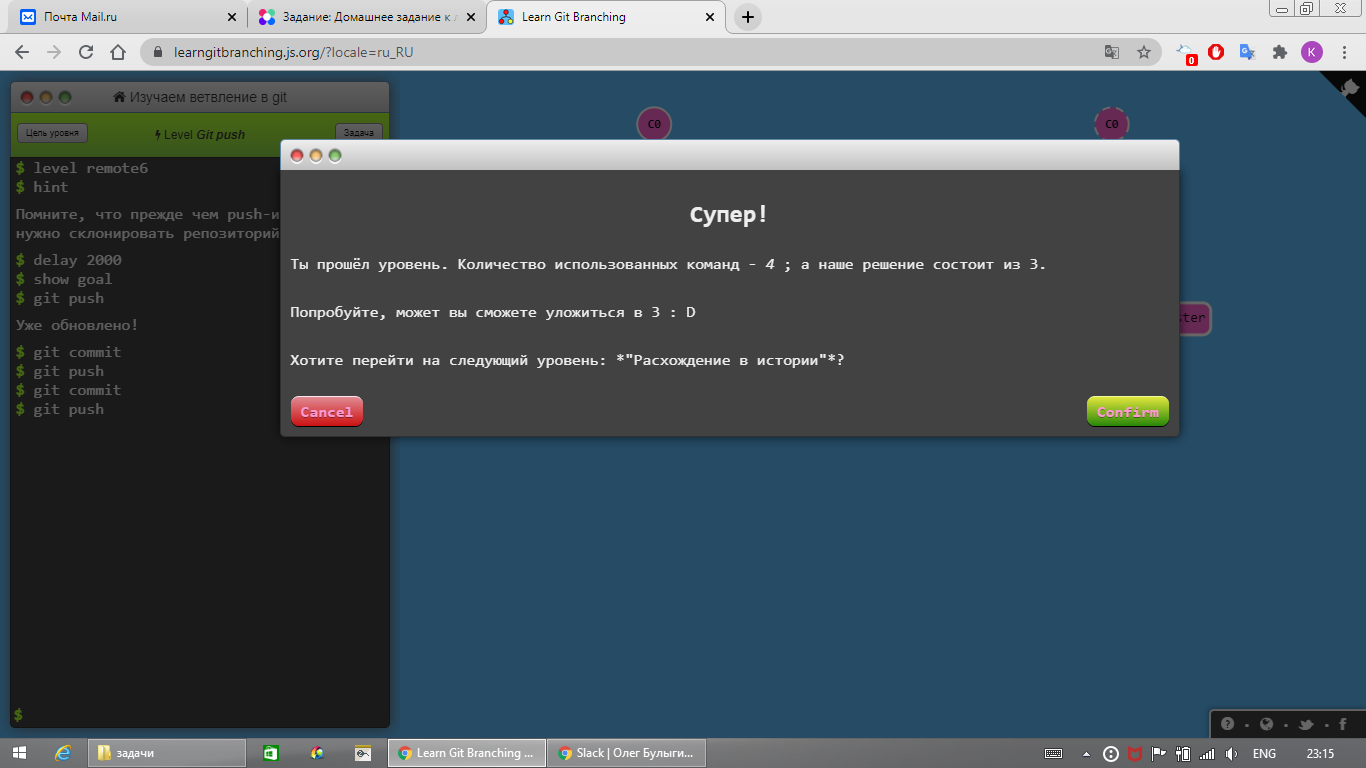 Почта Mail.ru
Задание: Домашнее задание к л
Learn Git Branching
learngitbranching.js.org/?locale=ru_RU
0
K
Изучаем ветвление в git
Цель уровня
Level Git push
Задача
C0
C0
$ level remote6
$ hint
Помните, что прежде чем push-и
нужно склонировать репозиторий
$ delay 2000
$ show goal
$ git push
Уже обновлено!
$ git commit
$ git push
$ git commit
$ git push
$
Супер!
Ты прошёл уровень. Количество использованных команд - 4 ; а наше решение состоит из 3.
Попробуйте, может вы сможете уложиться в 3 : D
Хотите перейти на следующий уровень: *"Расхождение в истории"*?
Cancel
Confirm
ster
задачи
Learn Git Branching ...
Slack | Олег Булыги...
ENG
23:15